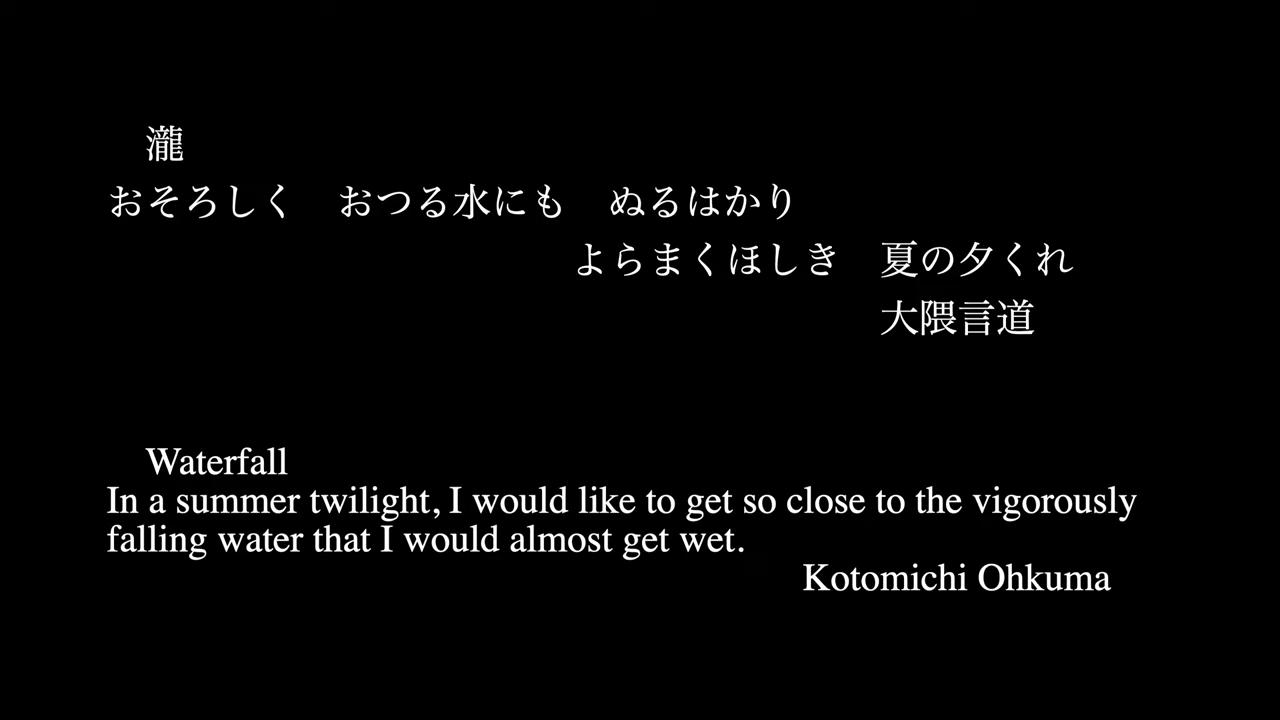 瀧
おそろしく　おつる水にも　ぬるはかり
よらまくほしき　夏の夕くれ
大隈言道
Waterfall
In a summer twilight, I would like to get so close to the vigorously
falling water that I would almost get wet.
Kotomichi Ohkuma